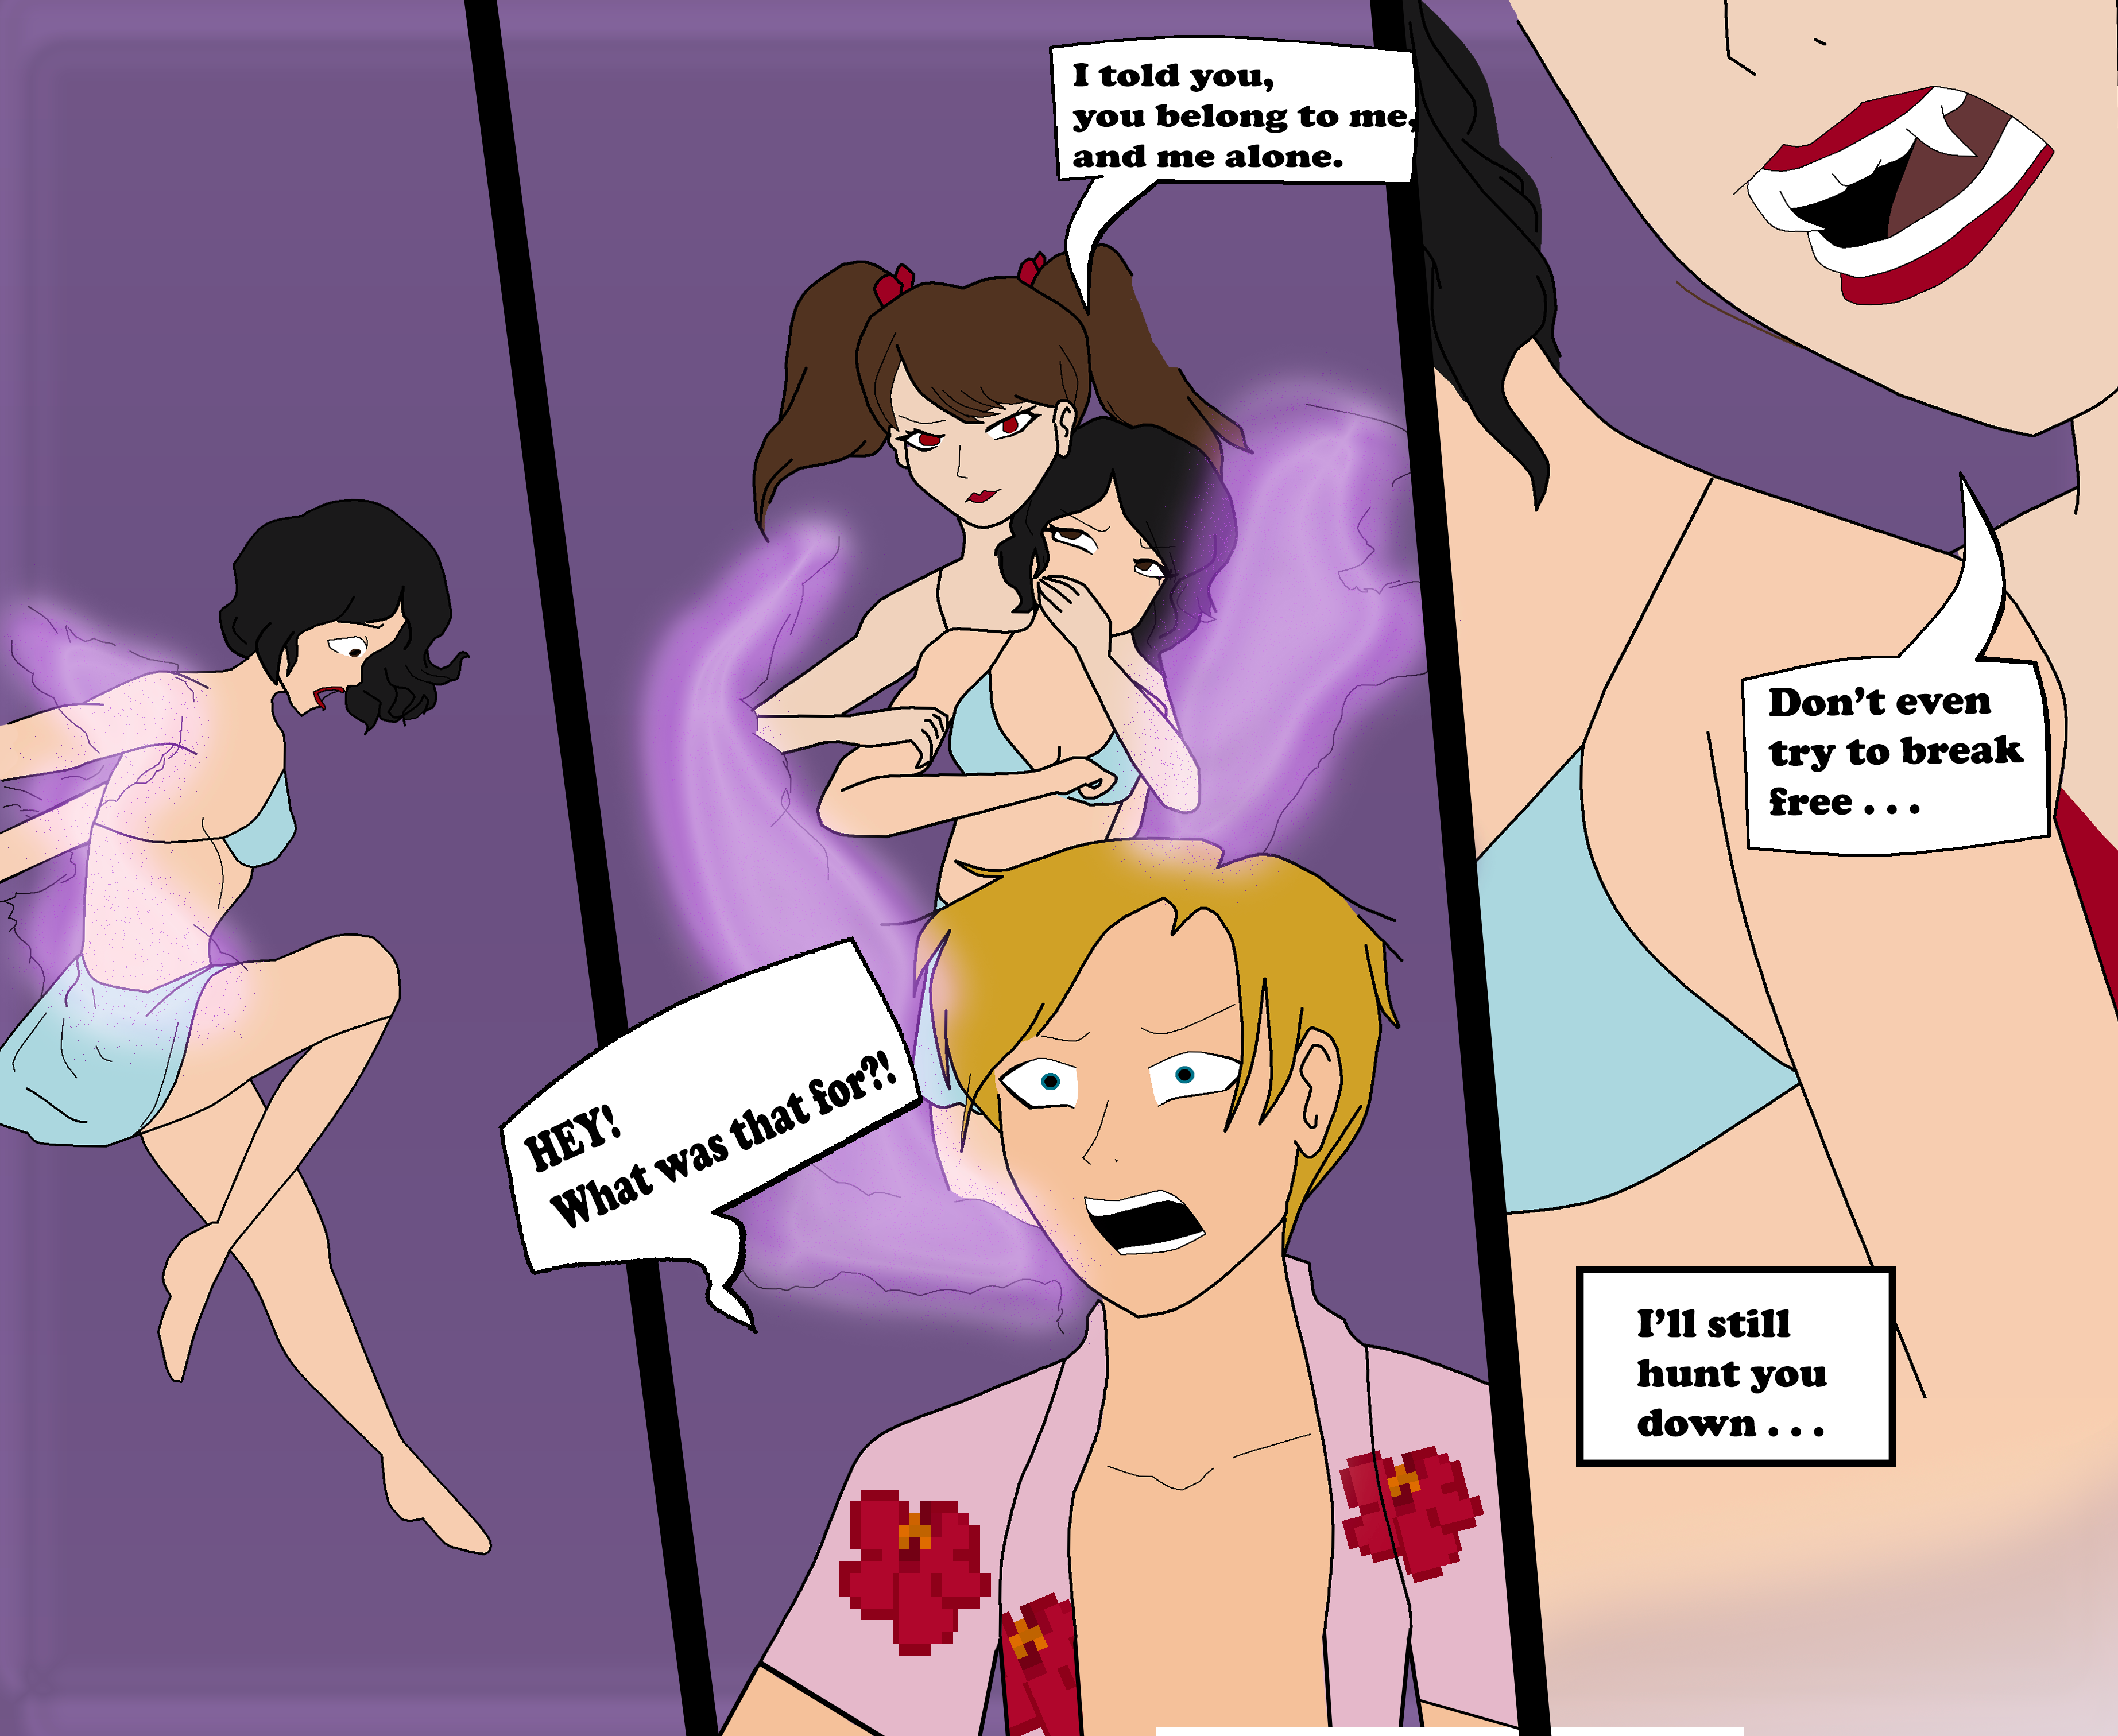 I told you,
you belong to me,
and me alone.
HEY!
What was that for?!
Don't even
try to break
free . . .
I'll still
hunt you
down . . .